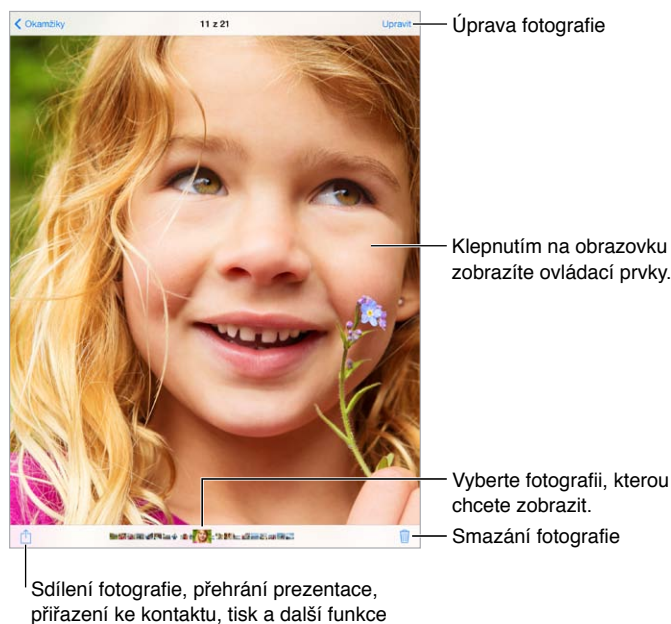 Okamžiky 11 z 21 Upravit
Úprava fotografie
Klepnutím na obrazovku
zobrazíte ovládací prvky.
Vyberte fotografii, kterou
chcete zobrazit.
Smazání fotografie
Sdílení fotografie, přehrání prezentace,
přiřazení ke kontaktu, tisk a další funkce